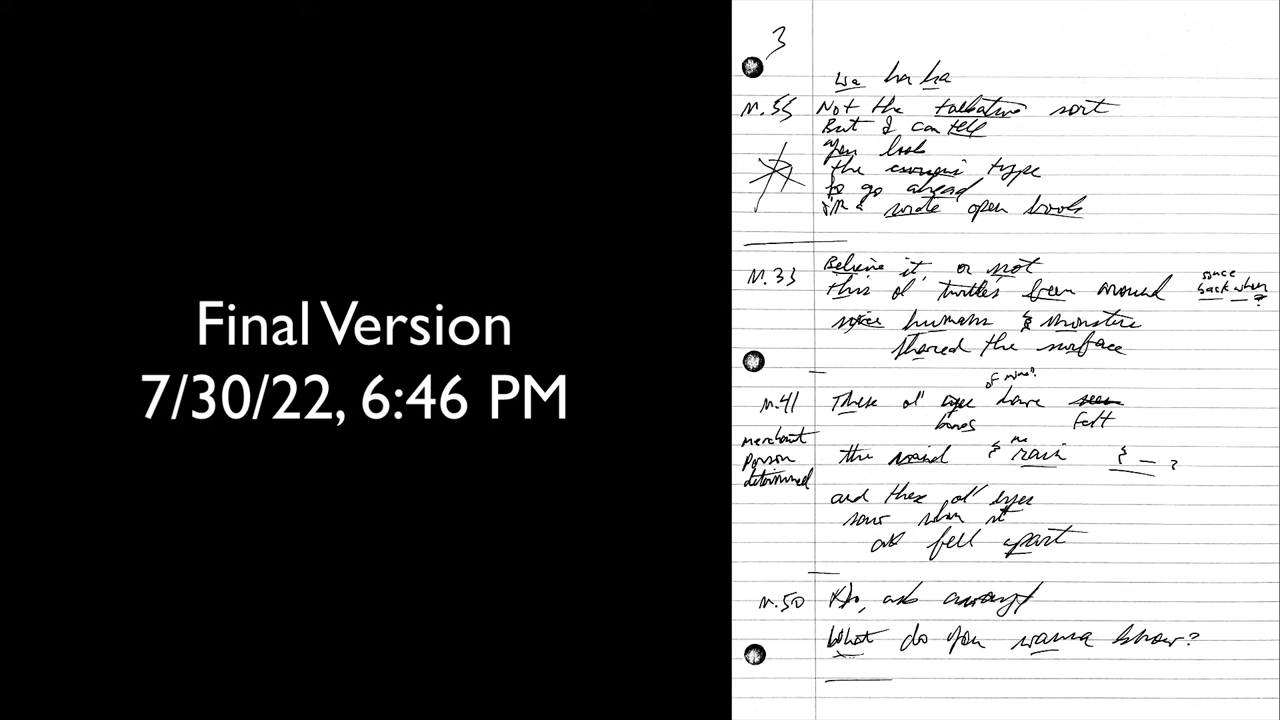 Final Version
7/30/22, 6:46 PM
3
wa ha ha
M.55 Not the talkative sort
But I can tell
you look
the type
to go ahead
I'm a wide open book
M.33 Believe it, or not
this ol' turtle's been around since back when?
since humans & monsters
shared the surface
of mine?
M.41 These ol' eyes have seen
bones felt
merchant
person
determined
the wind & the rain & — ?
and these ol' eyes
saw when it
all fell apart
M.50 ask away!
What do you wanna know?